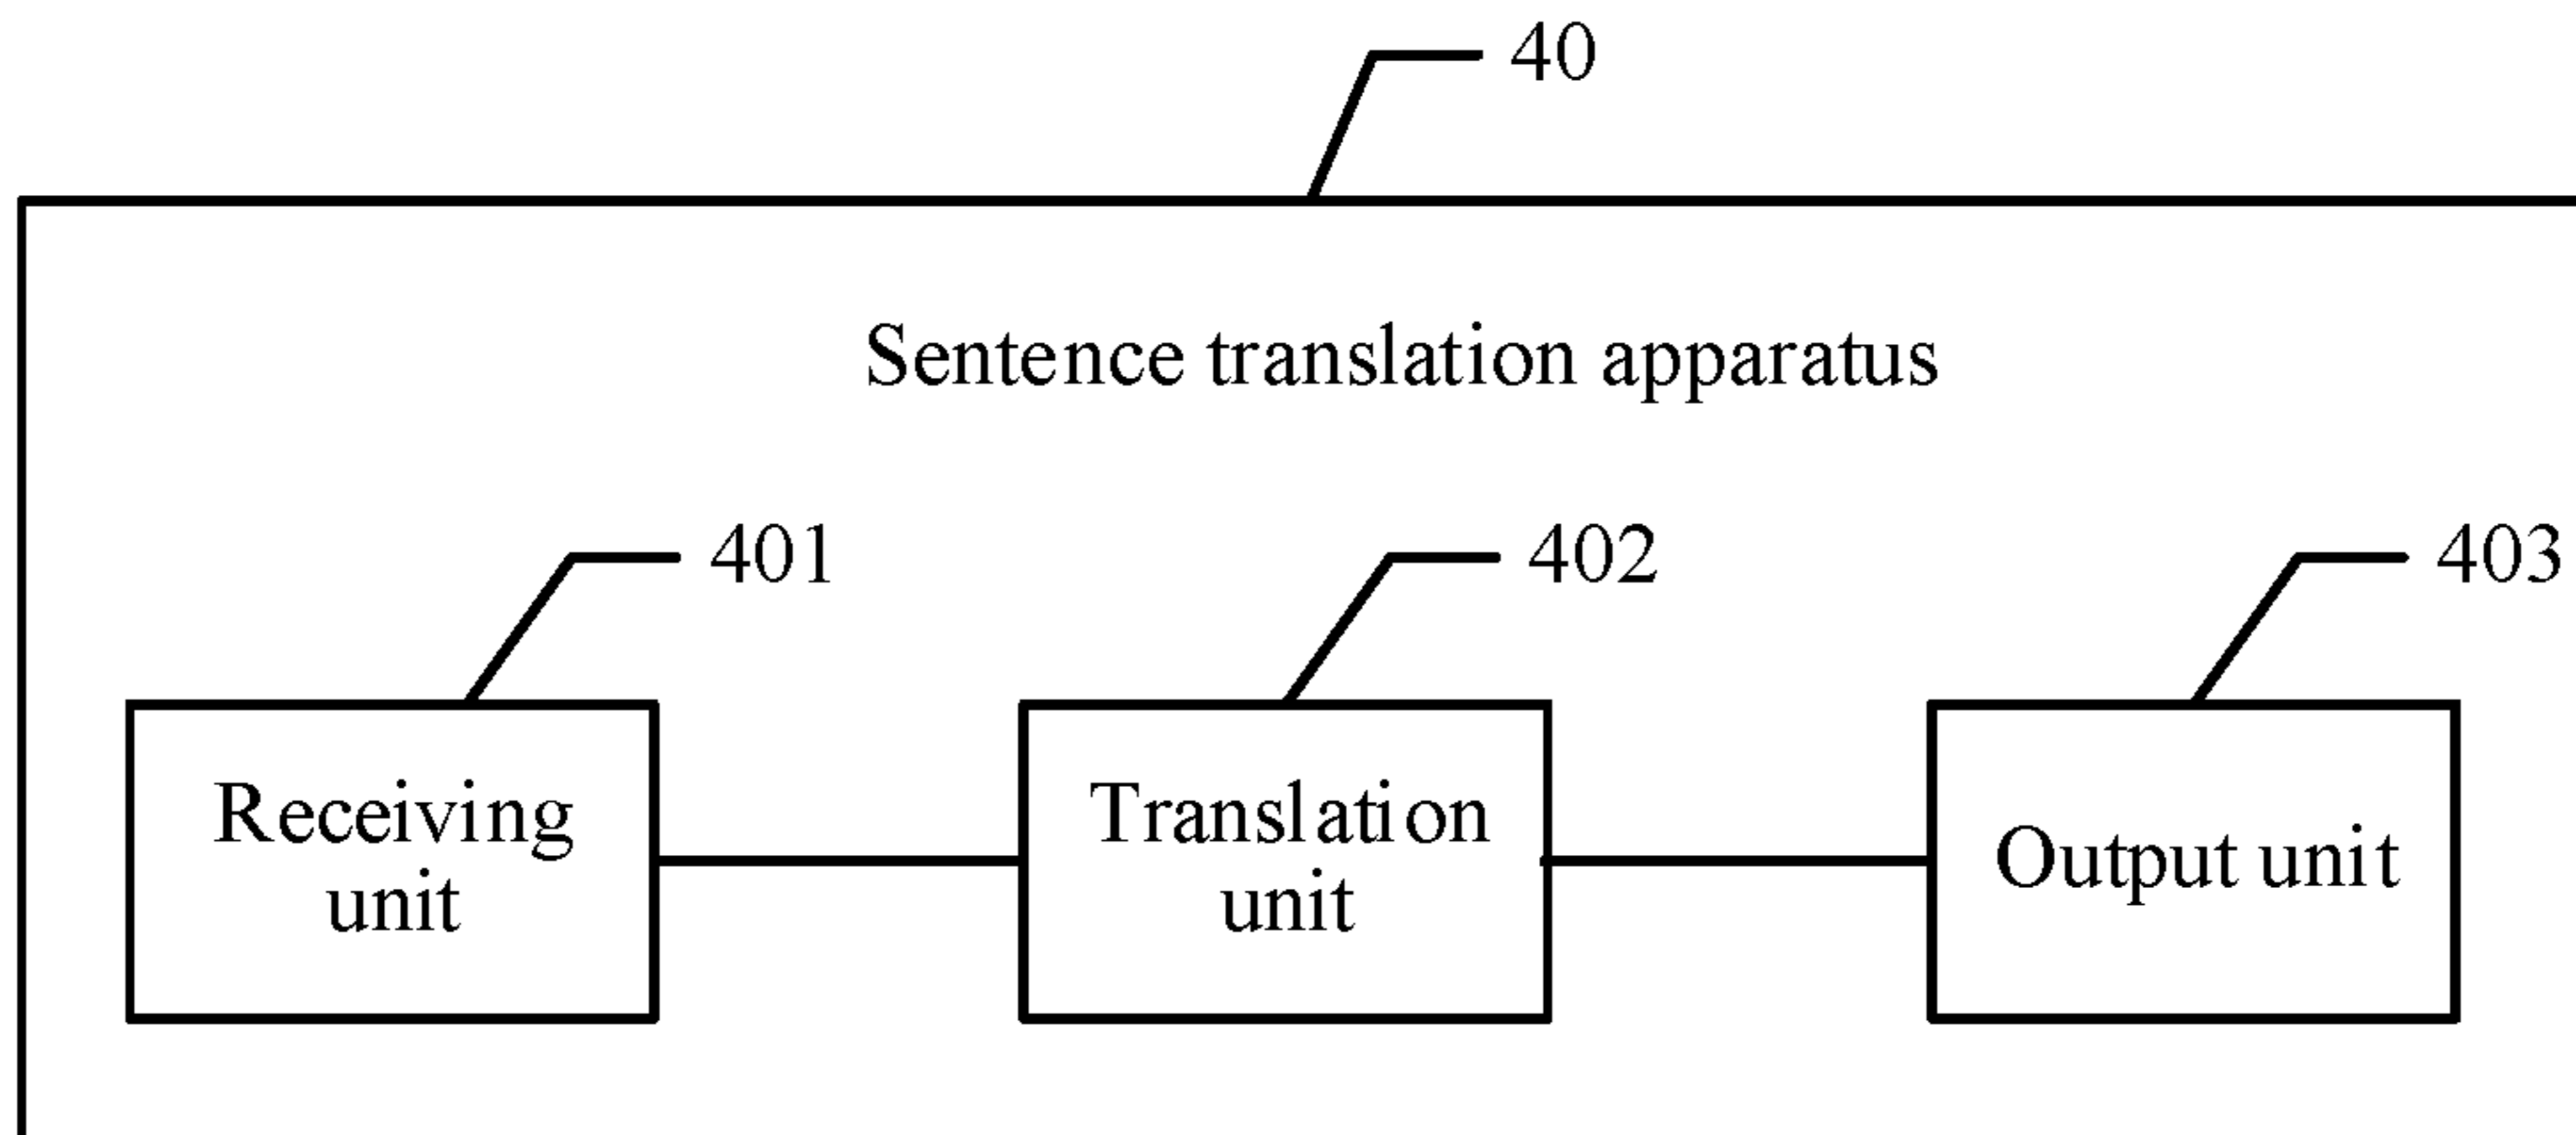 40
Sentence translation apparatus
401
402
403
Receiving
unit
Translation
unit
Output unit